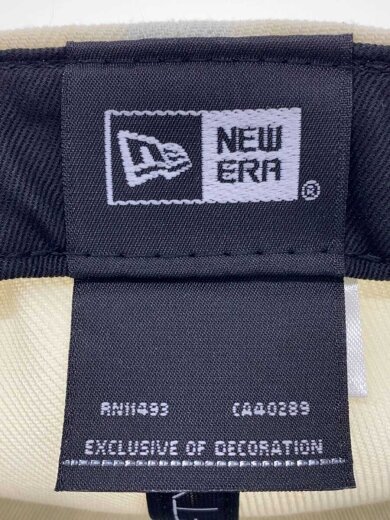 NEW
ERA
®
RN11493 CA40289
EXCLUSIVE OF DECORATION